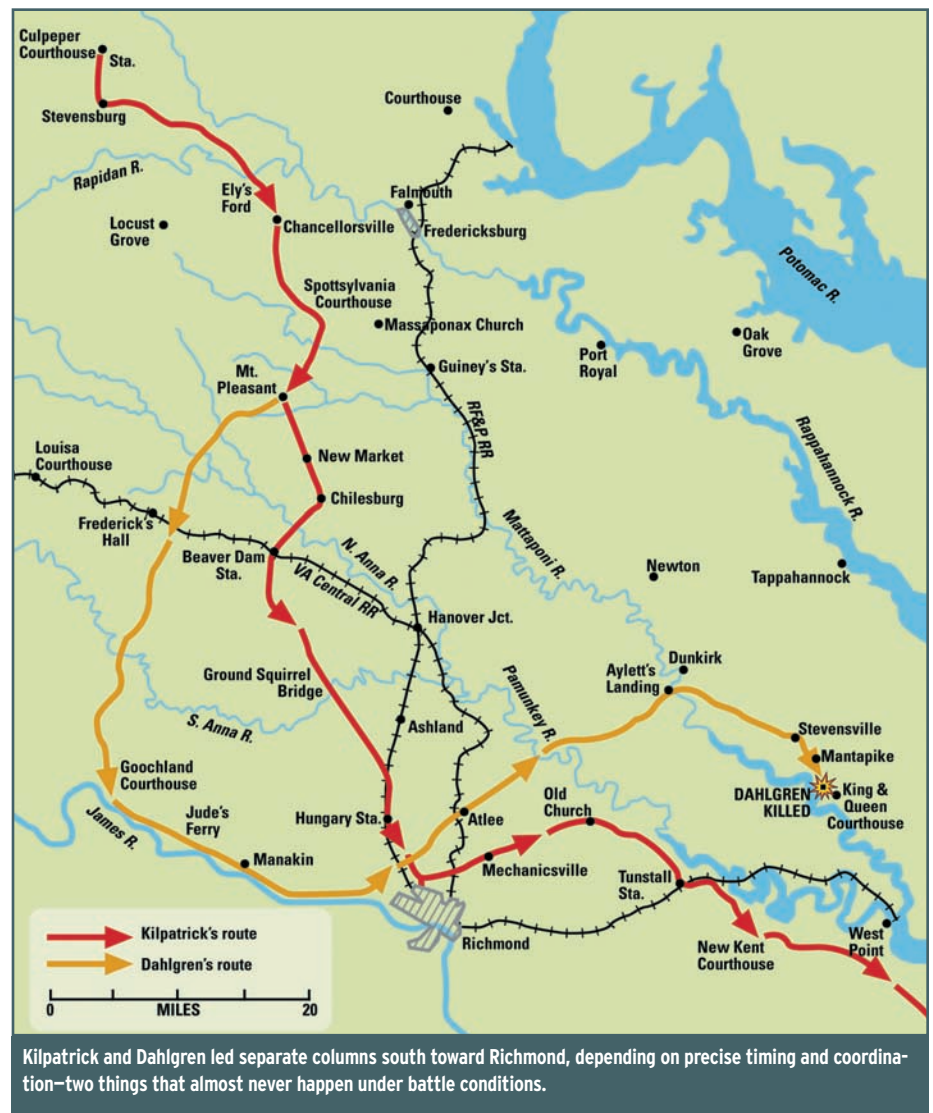 Culpeper
Courthouse
Sta.
Stevensburg
Courthouse
Rapidan R.
Ely's
Ford
Falmouth
Locust
Grove
Chancellorsville
Fredericksburg
Potomac R.
Spottsylvania
Courthouse
Massaponax Church
Oak
Grove
Port
Royal
Guiney's Sta.
Mt.
Pleasant
RF&P RR
Rappahannock R.
Louisa
Courthouse
New Market
Chilesburg
Frederick's
Hall
Mattaponi R.
Beaver Dam
Sta.
N. Anna R.
VA Central RR
Newton
Tappahannock
Hanover Jct.
Dunkirk
Aylett's
Landing
Ground Squirrel
Bridge
Pamunkey R.
S. Anna R.
Ashland
Stevensville
Mantapike
Goochland
Courthouse
DAHLGREN
KILLED
King &
Queen
Courthouse
Old
Church
James R.
Jude's
Ferry
Hungary Sta.
Atlee
Manakin
Mechanicsville
Tunstall
Sta.
Richmond
West
Point
New Kent
Courthouse
Kilpatrick's route
Dahlgren's route
0 MILES 20
Kilpatrick and Dahlgren led separate columns south toward Richmond, depending on precise timing and coordina-
tion—two things that almost never happen under battle conditions.